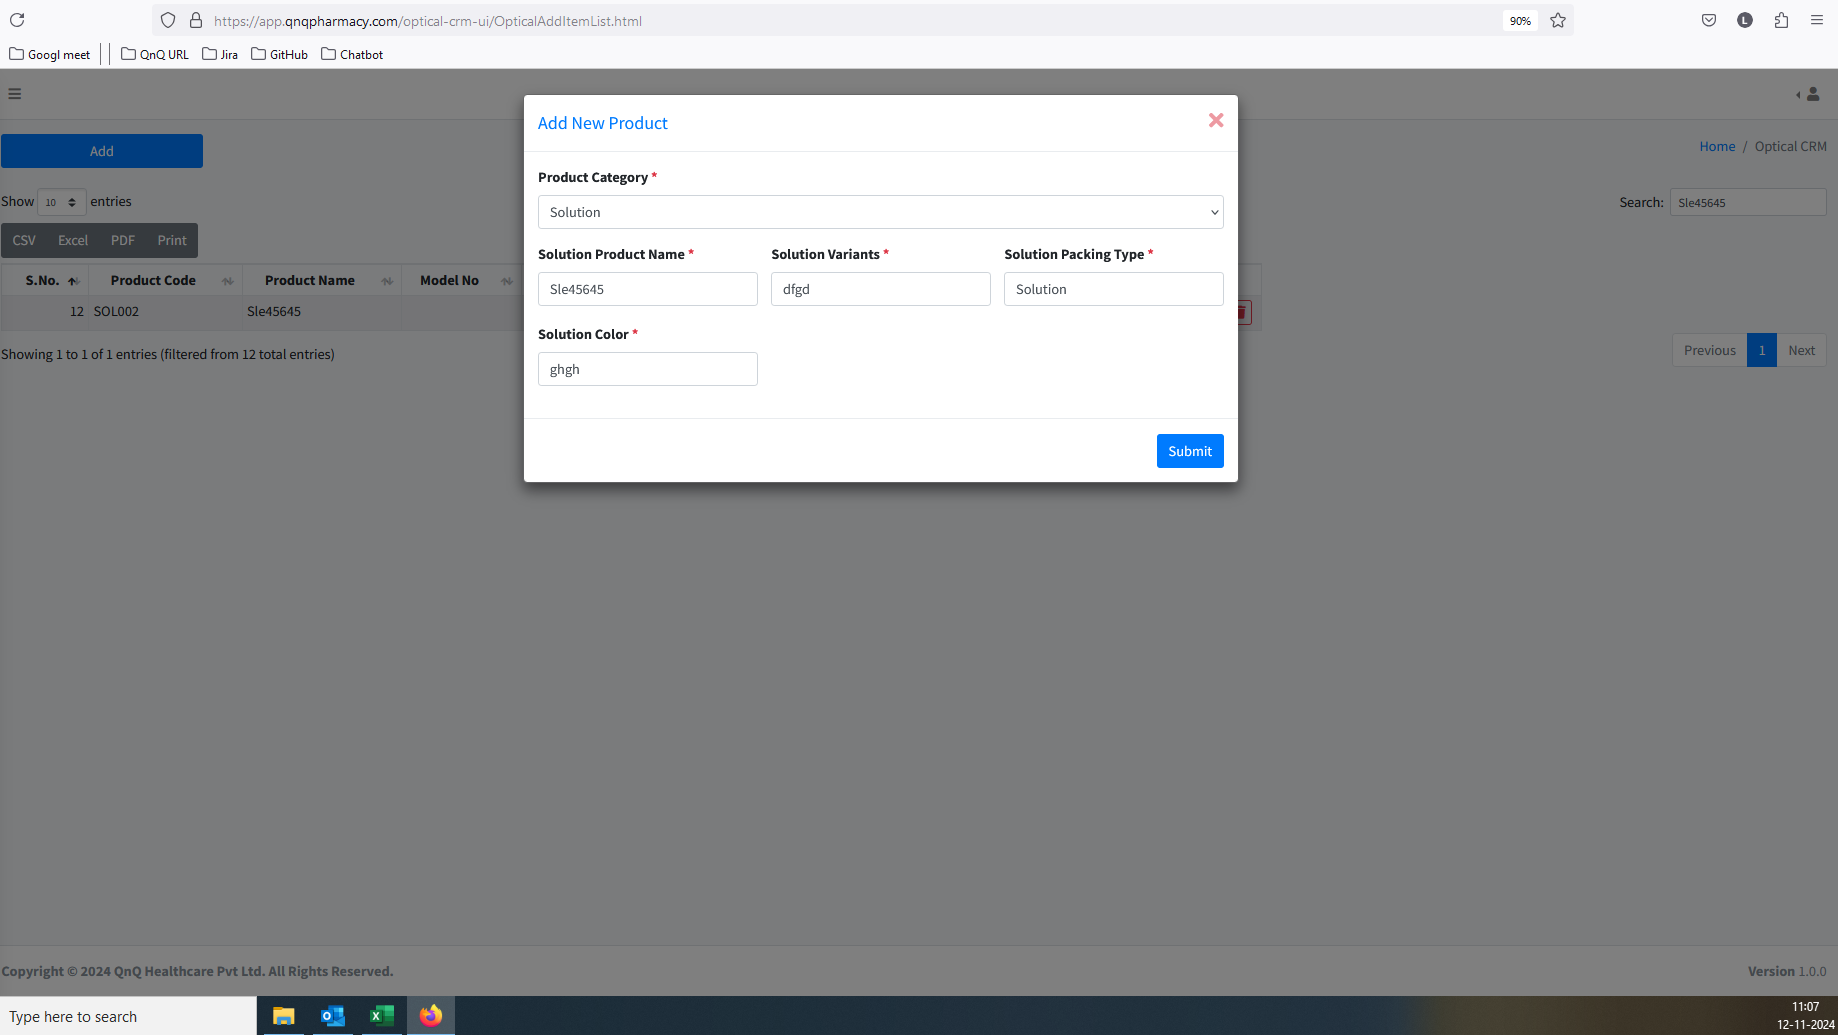 https://app.qnqpharmacy.com/optical-crm-ui/OpticalAddItemList.html
90%
L
Googl meet
QnQ URL
Jira
GitHub
Chatbot
Add New Product
Add
Home / Optical CRM
Product Category *
Solution
Show 10 entries
Search: Sle45645
CSV Excel PDF Print
Solution Product Name * Solution Variants * Solution Packing Type *
Sle45645 dfgd Solution
S.No. Product Code Product Name Model No
12 SOL002 Sle45645
Solution Color *
ghgh
Showing 1 to 1 of 1 entries (filtered from 12 total entries)
Previous 1 Next
Submit
Copyright © 2024 QnQ Healthcare Pvt Ltd. All Rights Reserved.
Version 1.0.0
Type here to search
11:07
12-11-2024